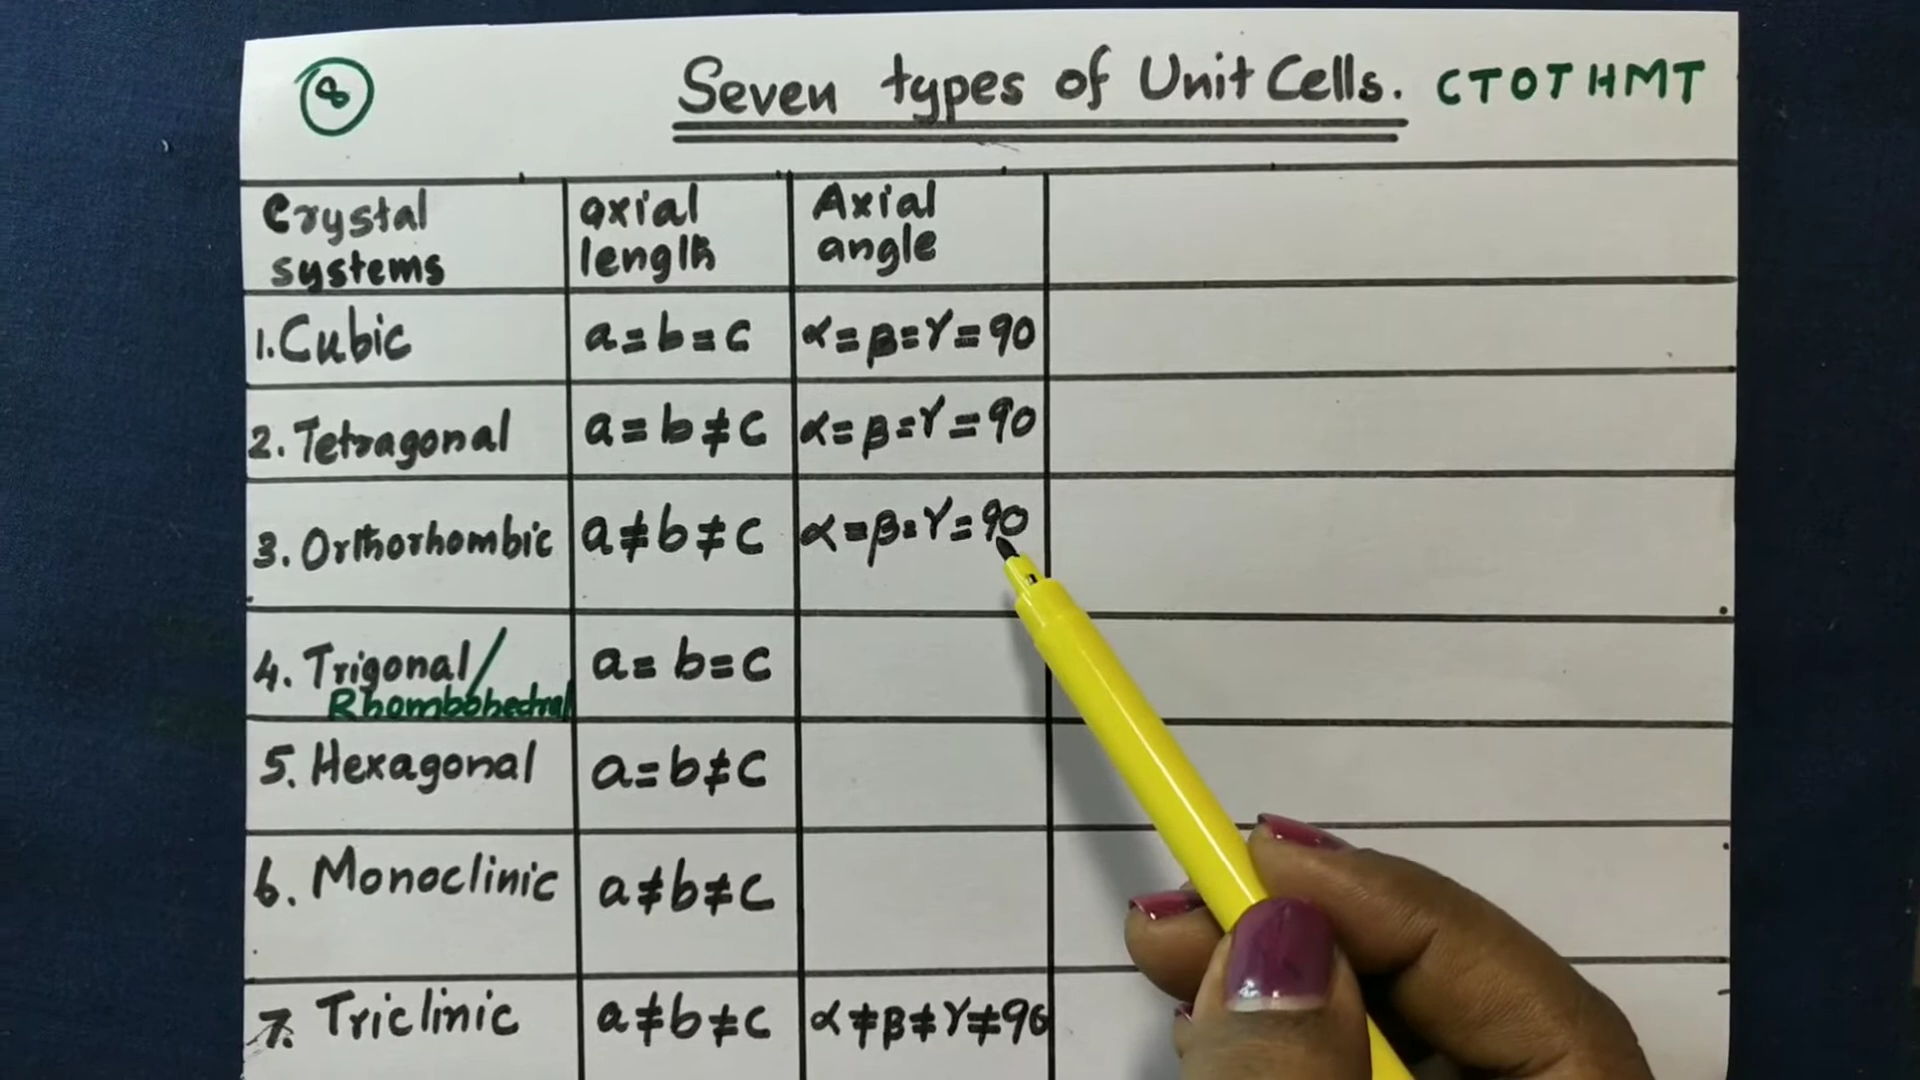 8
Seven types of Unit Cells. CTOTHMT
Crystal systems
axial length
Axial angle
1. Cubic
a = b = c
α = β = γ = 90
2. Tetragonal
a = b ≠ c
α = β = γ = 90
3. Orthorhombic
a ≠ b ≠ c
α = β = γ = 90
4. Trigonal/
Rhombohedral
a = b = c
5. Hexagonal
a = b ≠ c
6. Monoclinic
a ≠ b ≠ c
7. Triclinic
a ≠ b ≠ c
α ≠ β ≠ γ ≠ 90